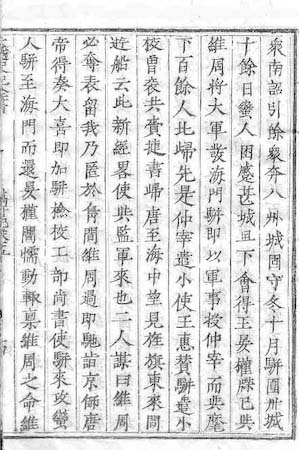 衆南詔引餘衆奔入州城固守冬十月駢圍州城
十餘日蠻人困蹙甚城且下會得王晏權牒已與
維周將大軍發海門駢即以軍事授仲宰而與麾
下百餘人北歸先是仲宰遣小使王惠贊駢遣小
校曾衮共賫捷書歸唐至海中望見旌旗東來問
遊船云此新經畧使與監軍來也二人謀曰維周
必奪表留我乃匿於島間維周過即馳詣京師唐
帝得奏大喜即加駢檢校工部尚書使駢來攻蠻
人駢至海門而還晏權闇懦動輒稟維周之命維